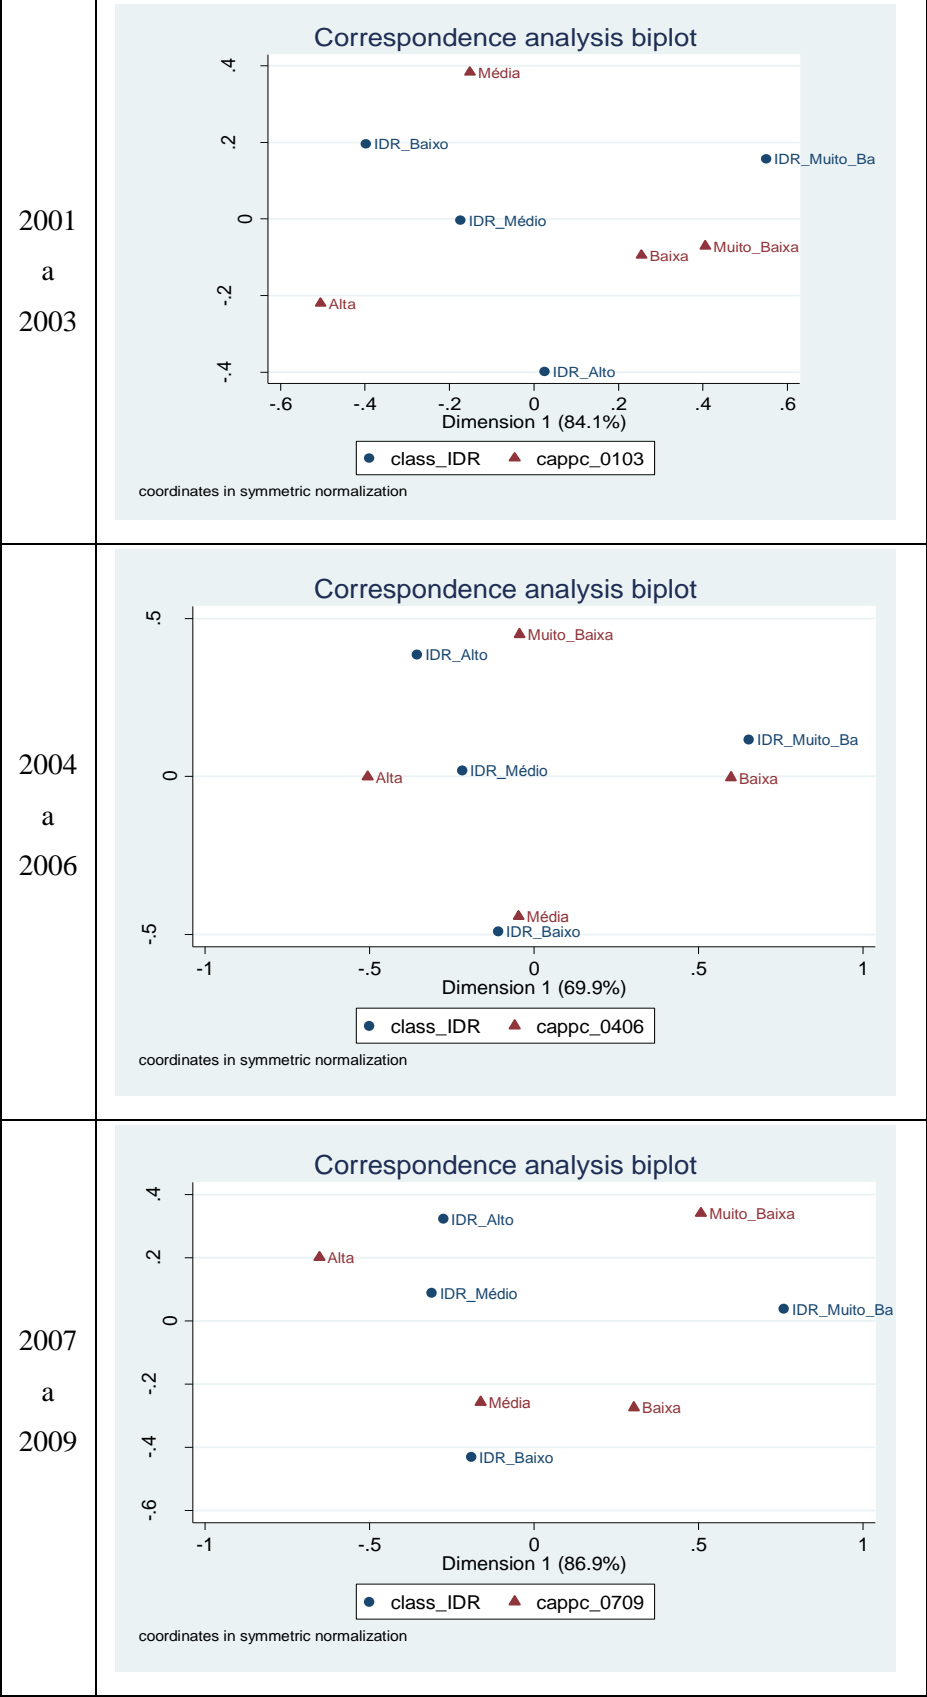 2001
a
2003
Correspondence analysis biplot
.4
.2
0
-.2
-.4
Média
IDR_Baixo
IDR_Muito_Ba
IDR_Médio
Baixa
Muito_Baixa
Alta
IDR_Alto
-.6 -.4 -.2 0 .2 .4 .6
Dimension 1 (84.1%)
class_IDR cappc_0103
coordinates in symmetric normalization
2004
a
2006
Correspondence analysis biplot
.5
0
-.5
Muito_Baixa
IDR_Alto
IDR_Muito_Ba
IDR_Médio
Alta
Baixa
Média
IDR_Baixo
-1 -.5 0 .5 1
Dimension 1 (69.9%)
class_IDR cappc_0406
coordinates in symmetric normalization
2007
a
2009
Correspondence analysis biplot
.4
.2
0
-.2
-.4
-.6
Muito_Baixa
IDR_Alto
Alta
IDR_Médio
IDR_Muito_Ba
Média
Baixa
IDR_Baixo
-1 -.5 0 .5 1
Dimension 1 (86.9%)
class_IDR cappc_0709
coordinates in symmetric normalization